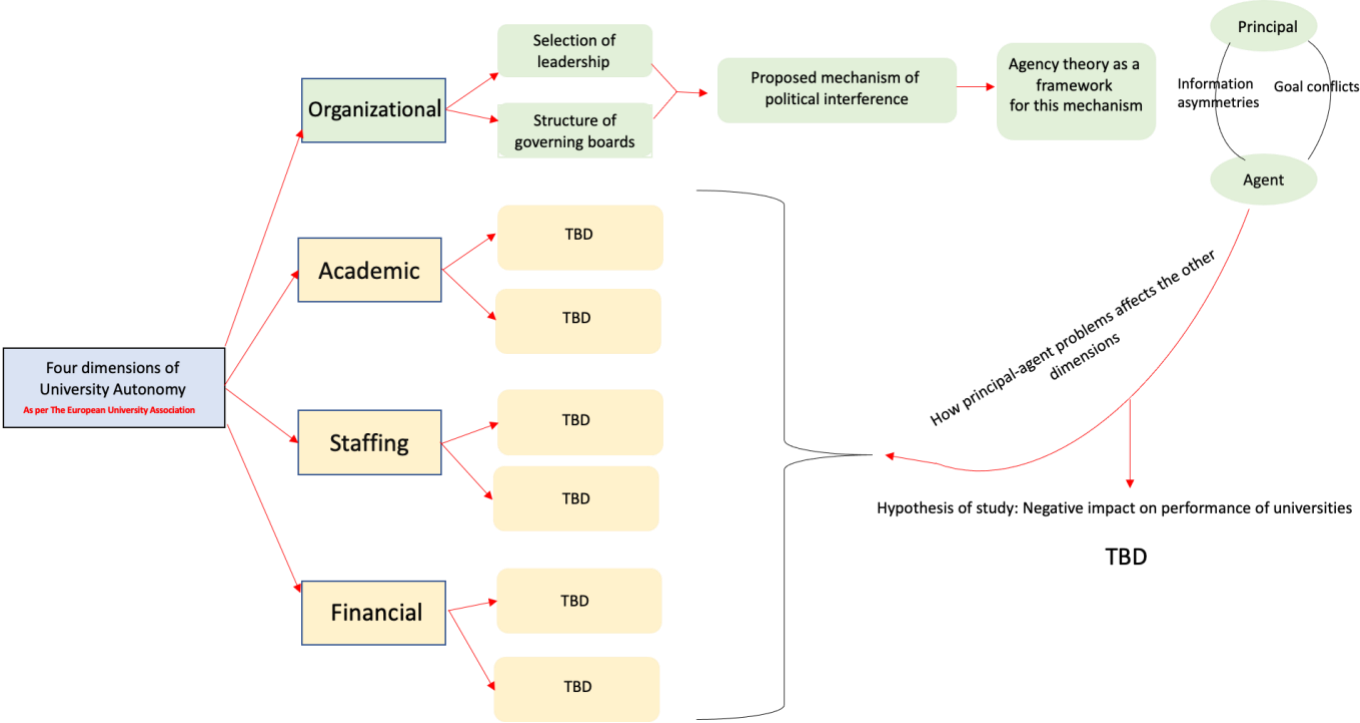 Four dimensions of
University Autonomy
As per The European University Association
Organizational
Selection of
leadership
Structure of
governing boards
Proposed mechanism of
political interference
Agency theory as a
framework
for this mechanism
Principal
Information
asymmetries
Goal conflicts
Agent
Academic
TBD
TBD
Staffing
TBD
TBD
Financial
TBD
TBD
How principal-agent problems affects the other
dimensions
Hypothesis of study: Negative impact on performance of universities
TBD